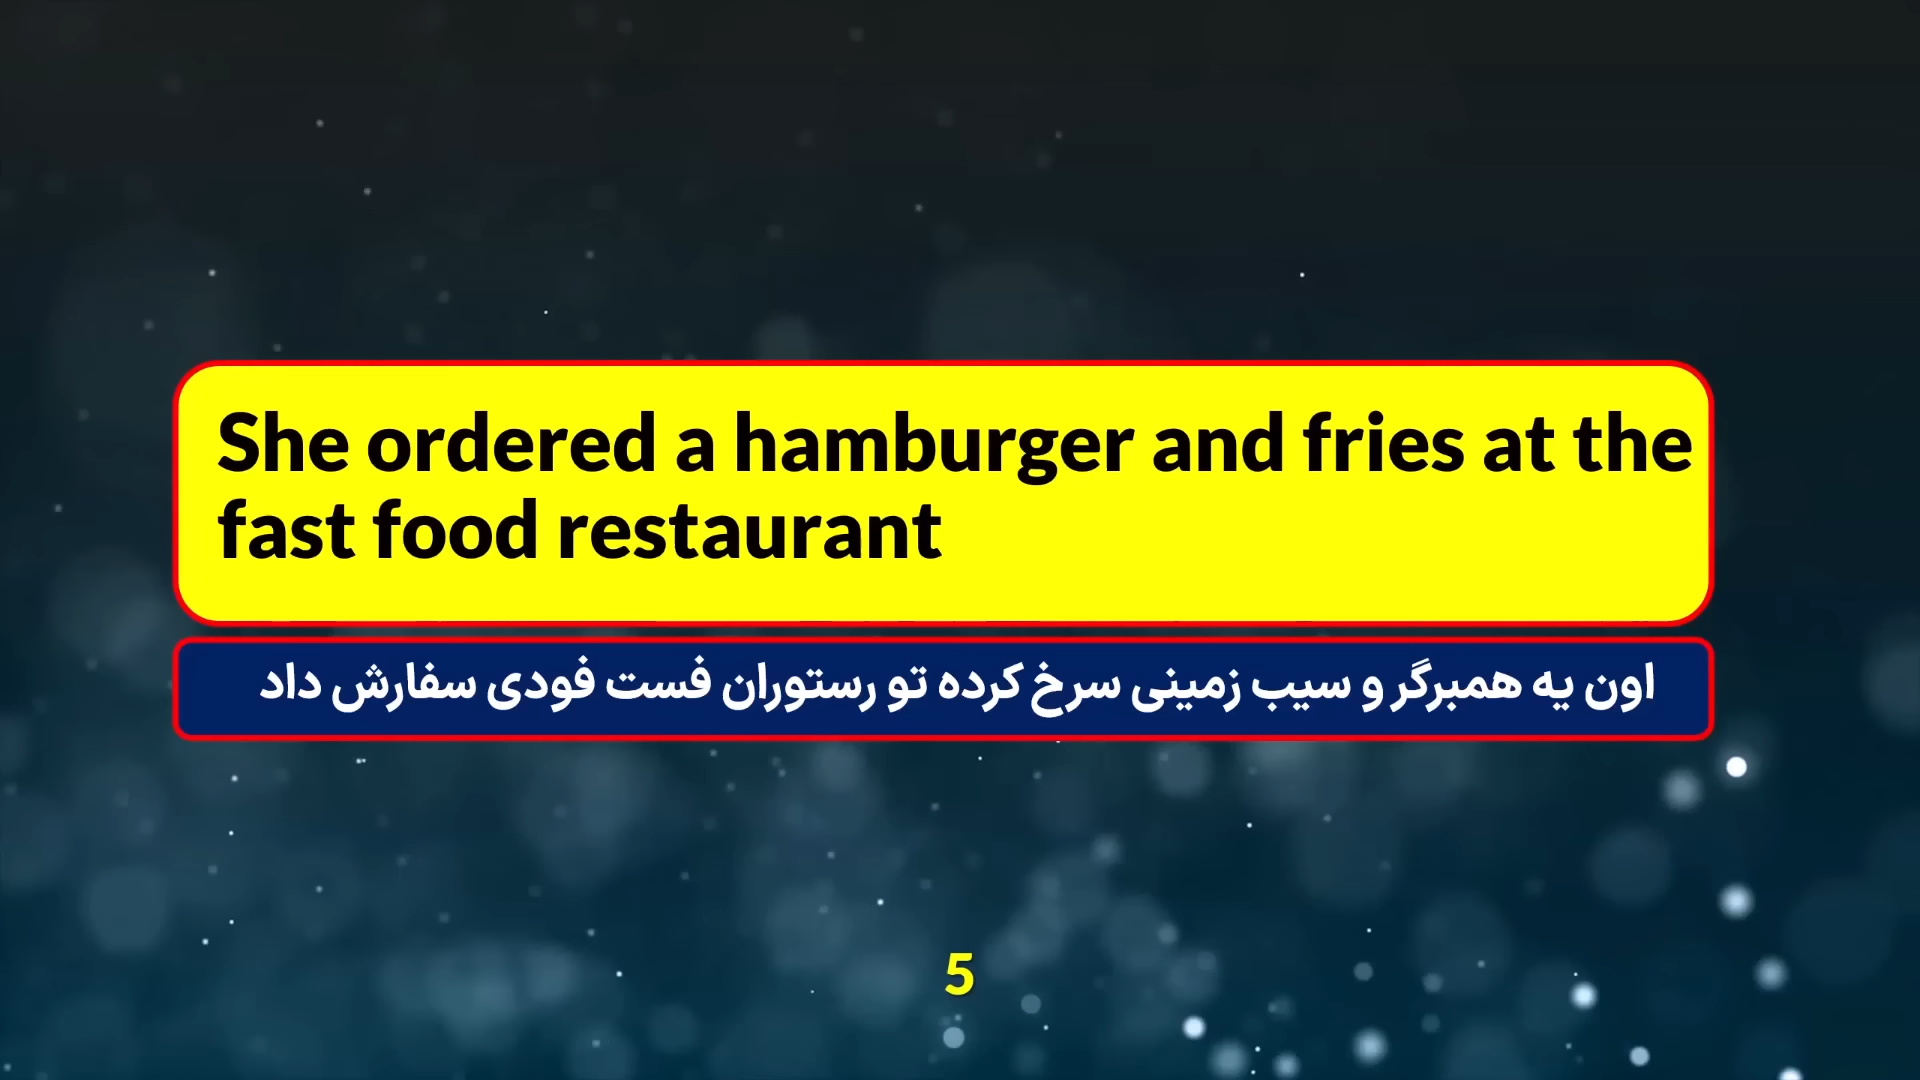 She ordered a hamburger and fries at the
fast food restaurant
اون یه همبرگر و سیب زمینی سرخ کرده تو رستوران فست فودی سفارش داد
5